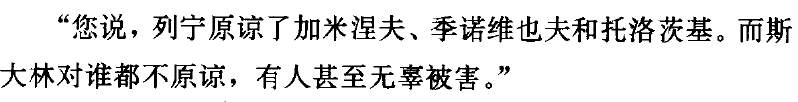 “您说，列宁原谅了加米涅夫、季诺维也夫和托洛茨基。而斯
大林对谁都不原谅，有人甚至无辜被害。”